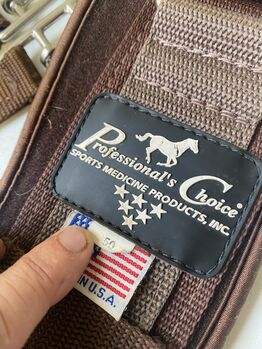 Professional's Choice
SPORTS MEDICINE PRODUCTS, INC.
50
IN U.S.A.